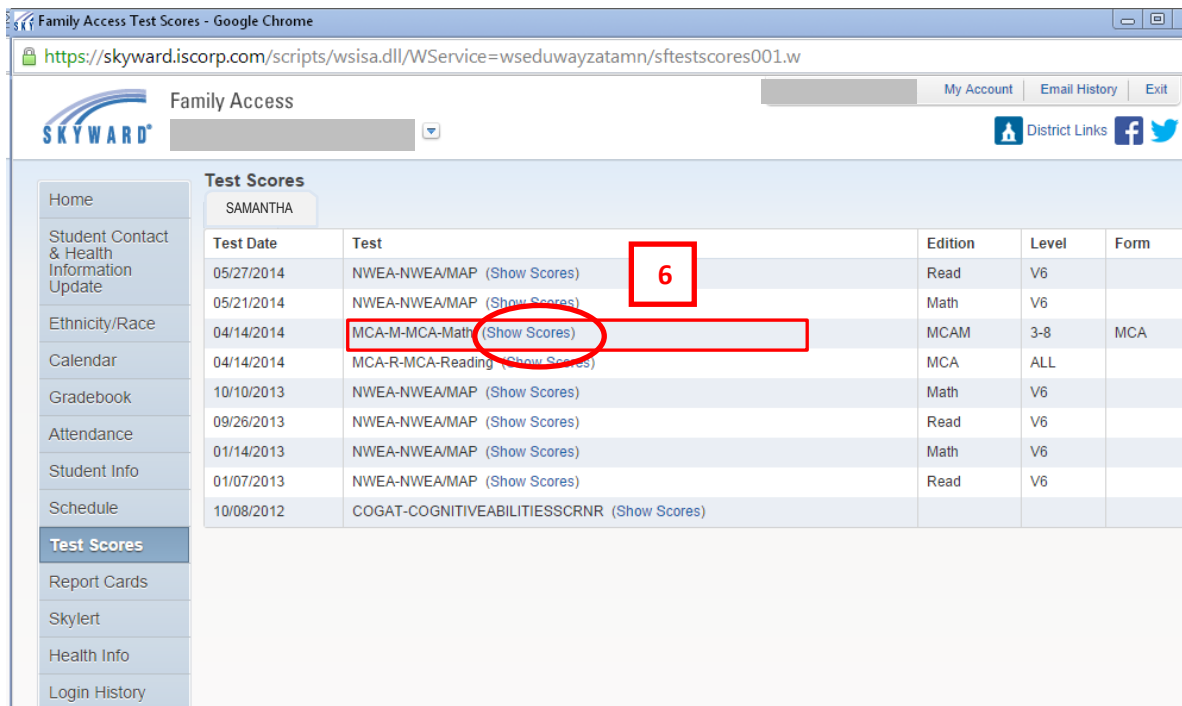 Family Access Test Scores - Google Chrome
https://skyward.iscorp.com/scripts/wsisa.dll/WService=wseduwayzatamn/sftestscores001.w
SKYWARD
Family Access
My Account Email History Exit
District Links
Home
Student Contact
& Health
Information
Update
Ethnicity/Race
Calendar
Gradebook
Attendance
Student Info
Schedule
Test Scores
Report Cards
Skylert
Health Info
Login History
Test Scores
SAMANTHA
Test Date Test Edition Level Form
05/27/2014 NWEA-NWEA/MAP (Show Scores) Read V6
6
05/21/2014 NWEA-NWEA/MAP (Show Scores) Math V6
04/14/2014 MCA-M-MCA-Math (Show Scores) MCAM 3-8 MCA
04/14/2014 MCA-R-MCA-Reading (Show Scores) MCA ALL
10/10/2013 NWEA-NWEA/MAP (Show Scores) Math V6
09/26/2013 NWEA-NWEA/MAP (Show Scores) Read V6
01/14/2013 NWEA-NWEA/MAP (Show Scores) Math V6
01/07/2013 NWEA-NWEA/MAP (Show Scores) Read V6
10/08/2012 COGAT-COGNITIVEABILITIESSCRNR (Show Scores)